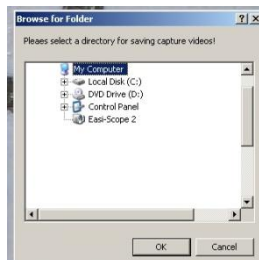 Browse for Folder
Pleaes select a directory for saving capture videos!
My Computer
Local Disk (C:)
DVD Drive (D:)
Control Panel
Easi-Scope 2
OK Cancel